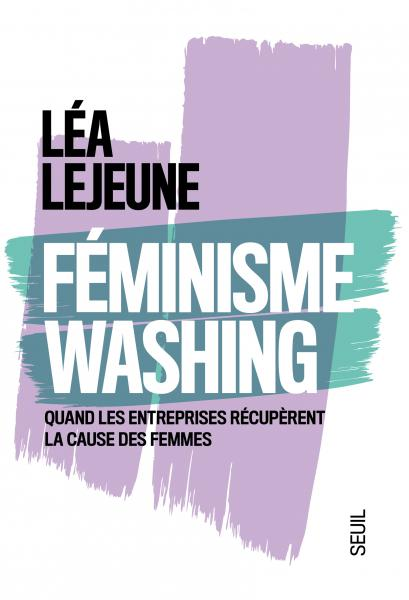 LÉA
LEJEUNE
FÉMINISME
WASHING
QUAND LES ENTREPRISES RÉCUPÈRENT
LA CAUSE DES FEMMES
SEUIL